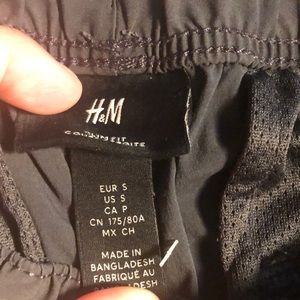 H&M
EUR S
US S
CA P
CN 175/80A
MX CH
MADE IN
BANGLADESH
FABRIQUÉ AU